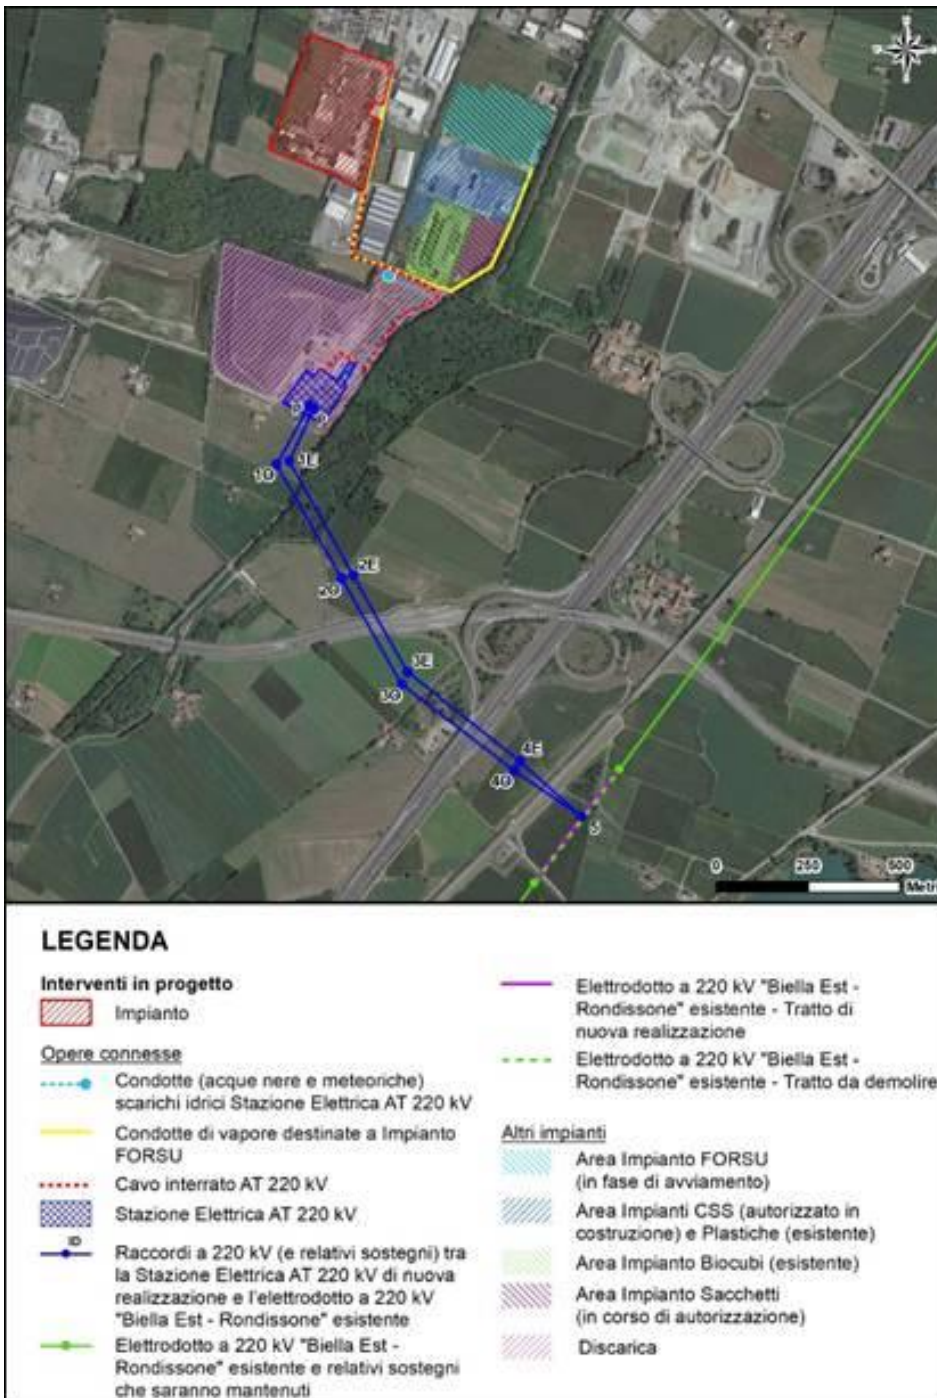 1O
1E
2E
2O
3E
3O
4E
4O
5
0
250
500
LEGENDA
Interventi in progetto
Impianto
Opere connesse
Condotte (acque nere e meteoriche)
scarichi idrici Stazione Elettrica AT 220 kV
Condotte di vapore destinate a Impianto
FORSU
Cavo interrato AT 220 kV
Stazione Elettrica AT 220 kV
ID
Raccordi a 220 kV (e relativi sostegni) tra
la Stazione Elettrica AT 220 kV di nuova
realizzazione e l'elettrodotto a 220 kV
"Biella Est - Rondissone" esistente
Elettrodotto a 220 kV "Biella Est -
Rondissone" esistente e relativi sostegni
che saranno mantenuti
Elettrodotto a 220 kV "Biella Est -
Rondissone" esistente - Tratto di
nuova realizzazione
Elettrodotto a 220 kV "Biella Est -
Rondissone" esistente - Tratto da demolire
Altri impianti
Area Impianto FORSU
(in fase di avviamento)
Area Impianti CSS (autorizzato in
costruzione) e Plastiche (esistente)
Area Impianto Biocubi (esistente)
Area Impianto Sacchetti
(in corso di autorizzazione)
Discarica